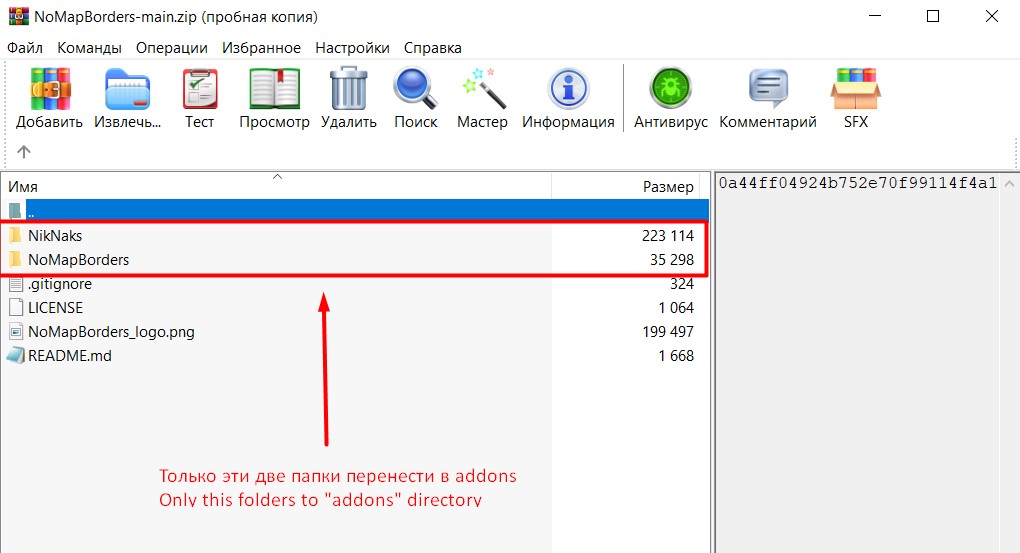 NoMapBorders-main.zip (пробная копия)
Файл Команды Операции Избранное Настройки Справка
Добавить Извлечь... Тест Просмотр Удалить Поиск Мастер Информация Антивирус Комментарий SFX
Имя Размер 0a44ff04924b752e70f99114f4a1
..
NikNaks 223 114
NoMapBorders 35 298
.gitignore 324
LICENSE 1 064
NoMapBorders_logo.png 199 497
README.md 1 668
Только эти две папки перенести в addons
Only this folders to "addons" directory